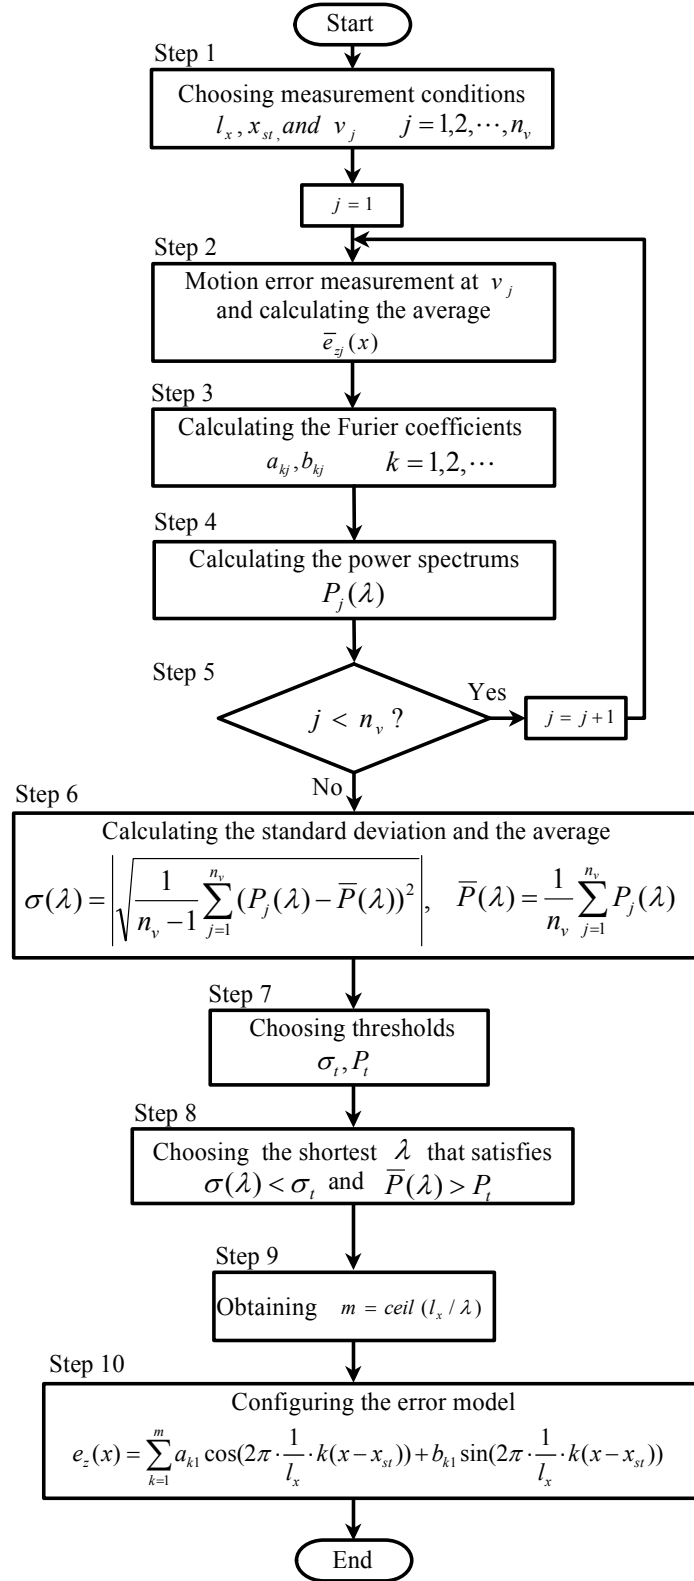 Start
Step 1
Choosing measurement conditions
l_x, x_st, and v_j j = 1,2,⋯,n_v
j = 1
Step 2
Motion error measurement at v_j
and calculating the average
e̅_zj(x)
Step 3
Calculating the Furier coefficients
a_kj, b_kj k = 1,2,⋯
Step 4
Calculating the power spectrums
P_j(λ)
Step 5
j < n_v ?
Yes
j = j+1
No
Step 6
Calculating the standard deviation and the average
σ(λ) = |√(1/(n_v −1) ∑_{j=1}^{n_v} (P_j(λ) − P̅(λ))²)|, P̅(λ) = 1/n_v ∑_{j=1}^{n_v} P_j(λ)
Step 7
Choosing thresholds
σ_t, P_t
Step 8
Choosing the shortest λ that satisfies
σ(λ) < σ_t and P̅(λ) > P_t
Step 9
Obtaining m = ceil (l_x / λ)
Step 10
Configuring the error model
e_z(x) = ∑_{k=1}^{m} a_k1 cos(2π · 1/l_x · k(x − x_st)) + b_k1 sin(2π · 1/l_x · k(x − x_st))
End